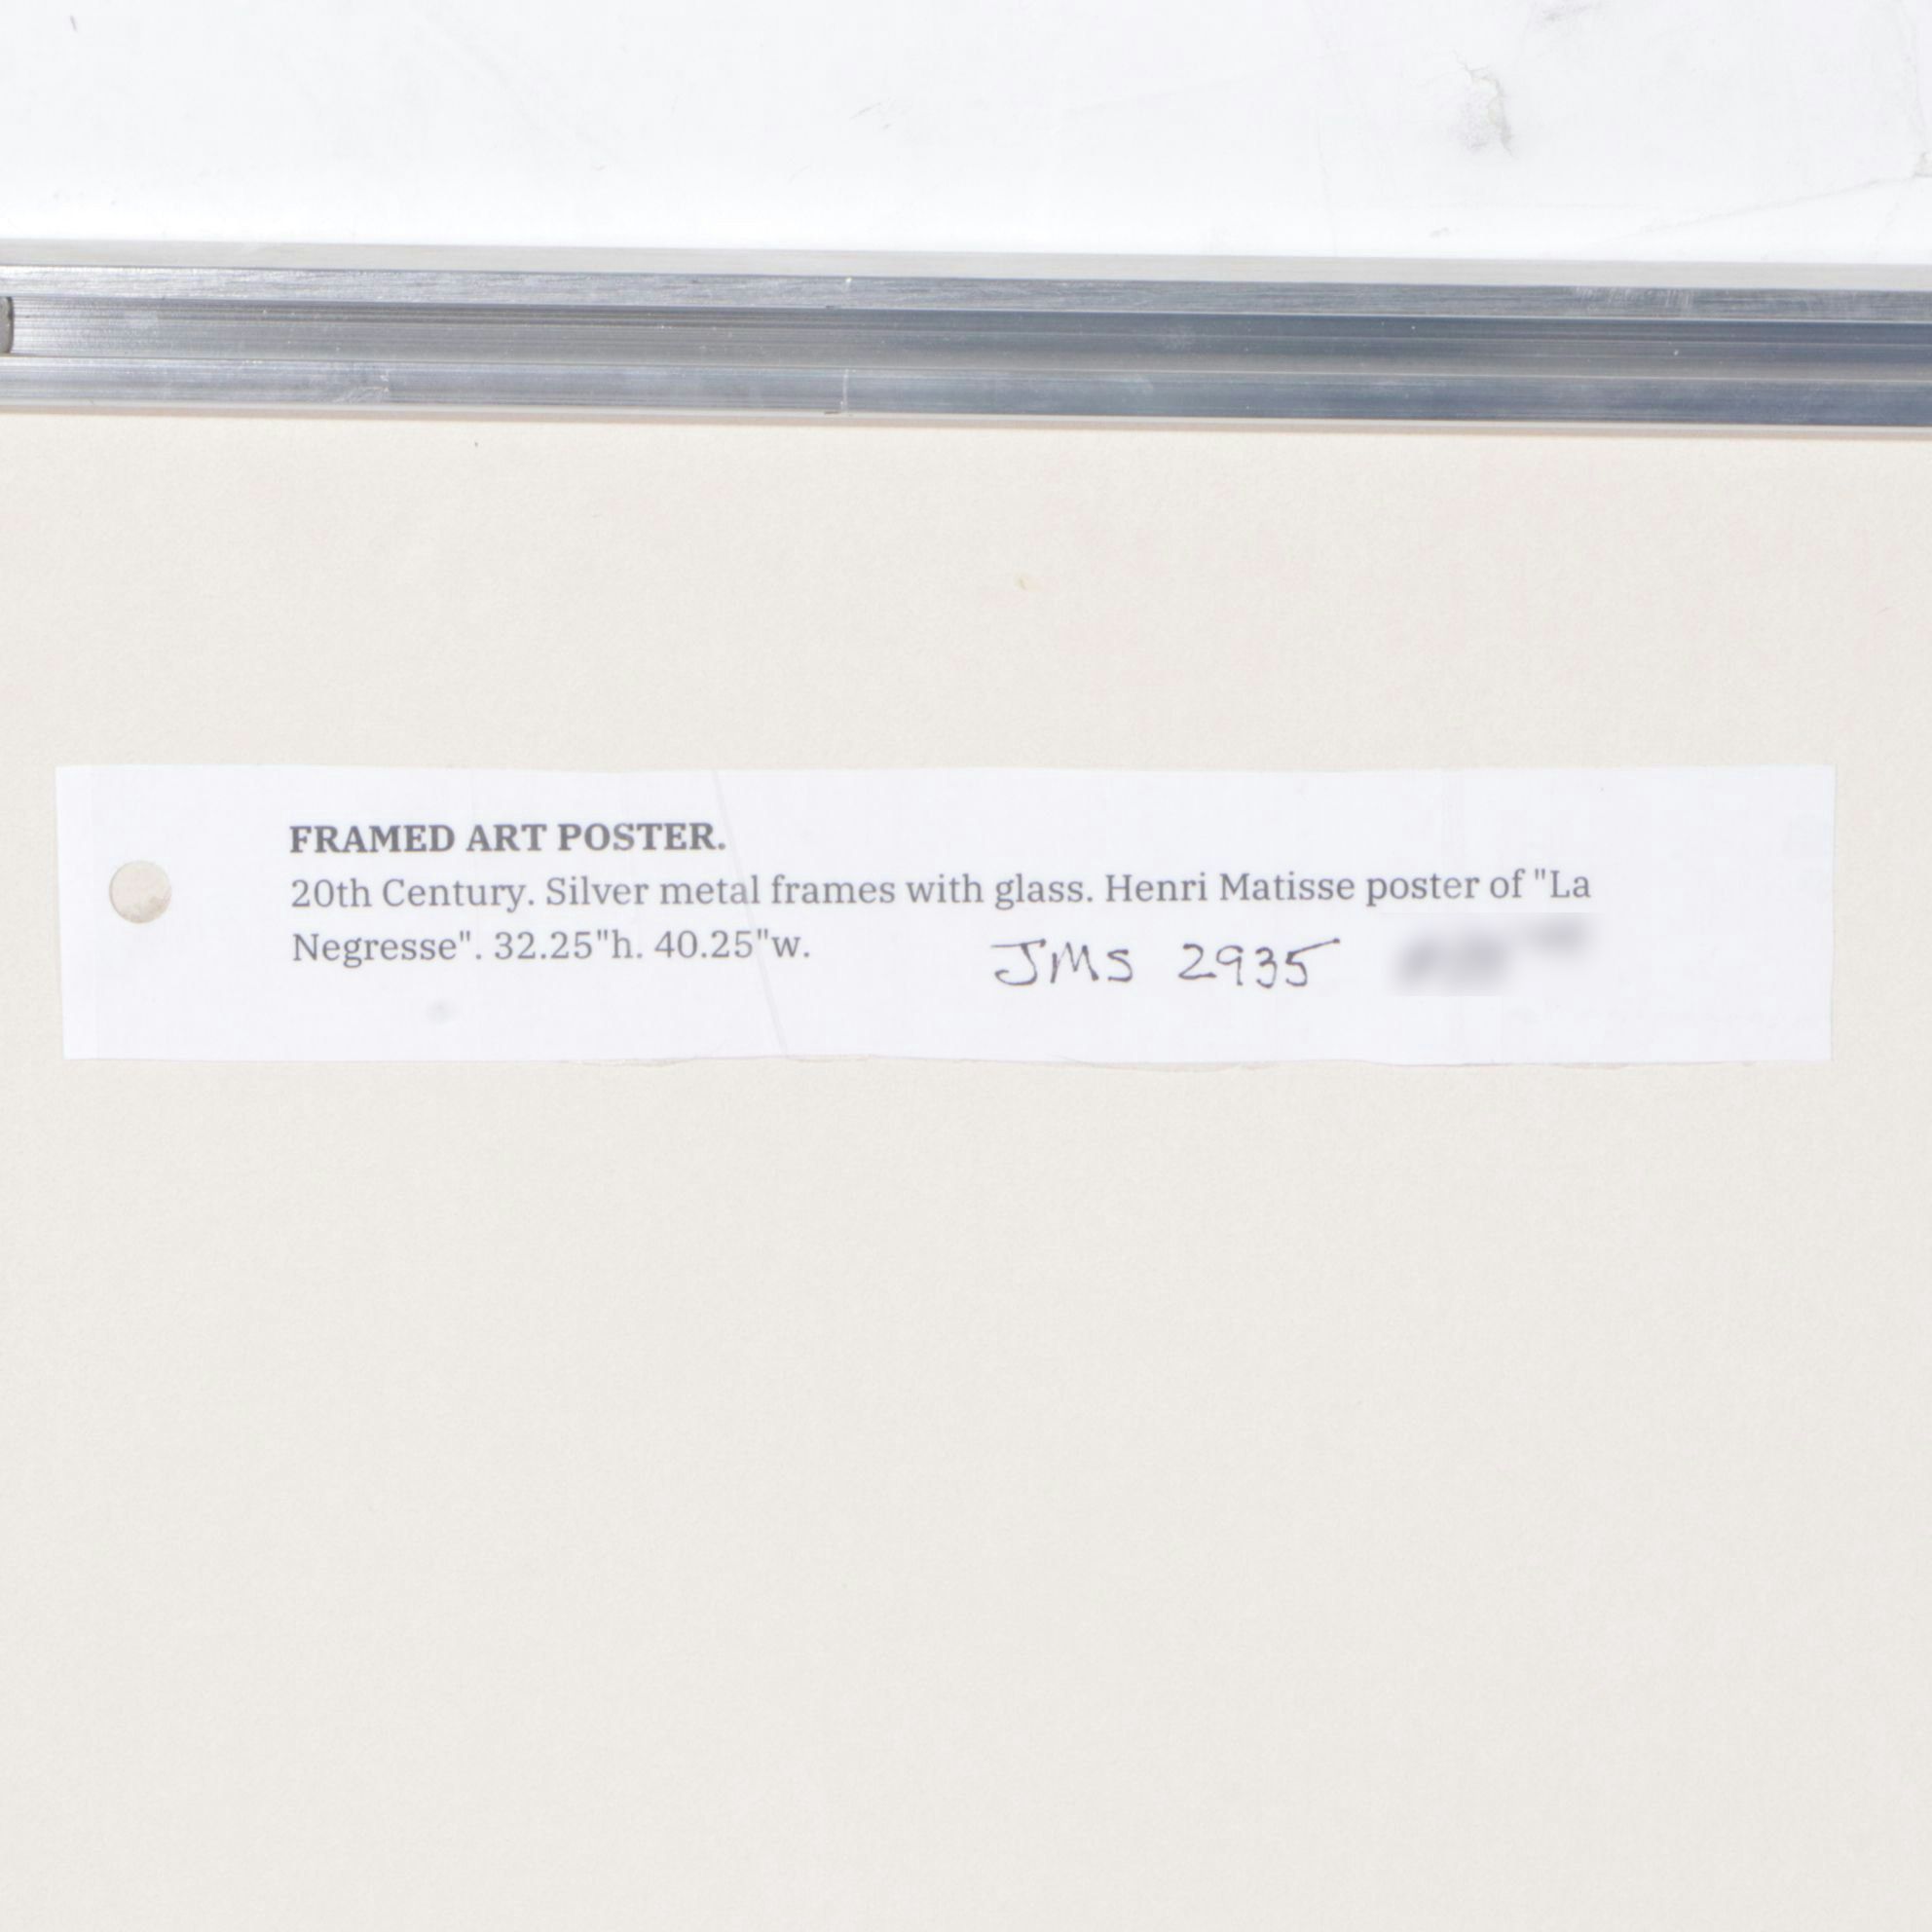 FRAMED ART POSTER.
20th Century. Silver metal frames with glass. Henri Matisse poster of "La
Negresse". 32.25"h. 40.25"w.
JMS 2935